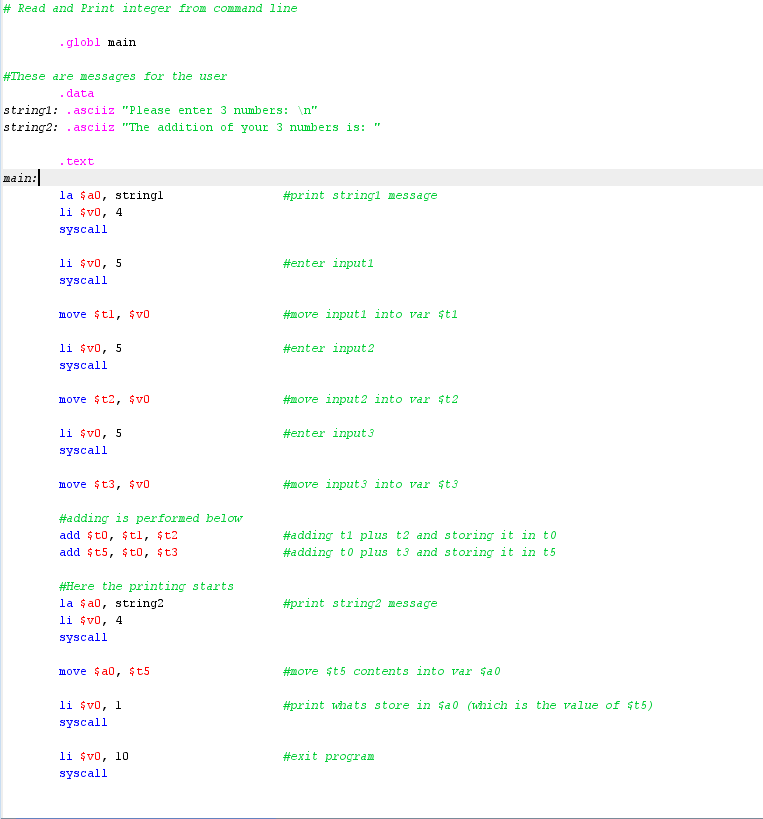 # Read and Print integer from command line
.globl main
#These are messages for the user
.data
string1: .asciiz "Please enter 3 numbers: \n"
string2: .asciiz "The addition of your 3 numbers is: "
.text
main:
la $a0, string1 #print string1 message
li $v0, 4
syscall
li $v0, 5 #enter input1
syscall
move $t1, $v0 #move input1 into var $t1
li $v0, 5 #enter input2
syscall
move $t2, $v0 #move input2 into var $t2
li $v0, 5 #enter input3
syscall
move $t3, $v0 #move input3 into var $t3
#adding is performed below
add $t0, $t1, $t2 #adding t1 plus t2 and storing it in t0
add $t5, $t0, $t3 #adding t0 plus t3 and storing it in t5
#Here the printing starts
la $a0, string2 #print string2 message
li $v0, 4
syscall
move $a0, $t5 #move $t5 contents into var $a0
li $v0, 1 #print whats store in $a0 (which is the value of $t5)
syscall
li $v0, 10 #exit program
syscall